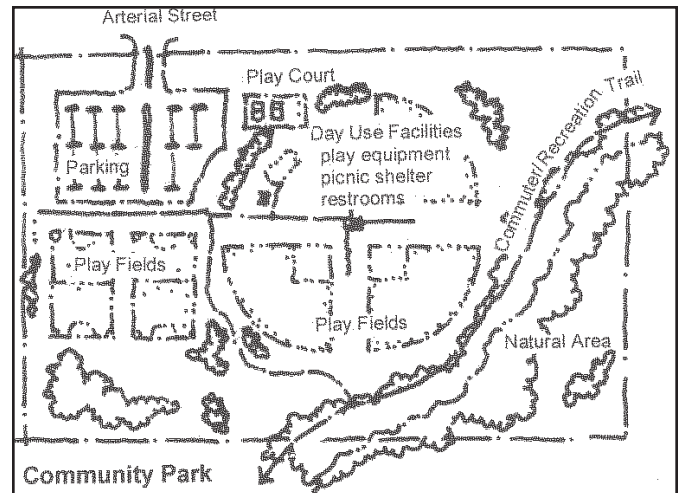 Arterial Street
Play Court
Commuter/Recreation Trail
Day Use Facilities
play equipment
picnic shelter
restrooms
Parking
Play Fields
Play Fields
Natural Area
Community Park